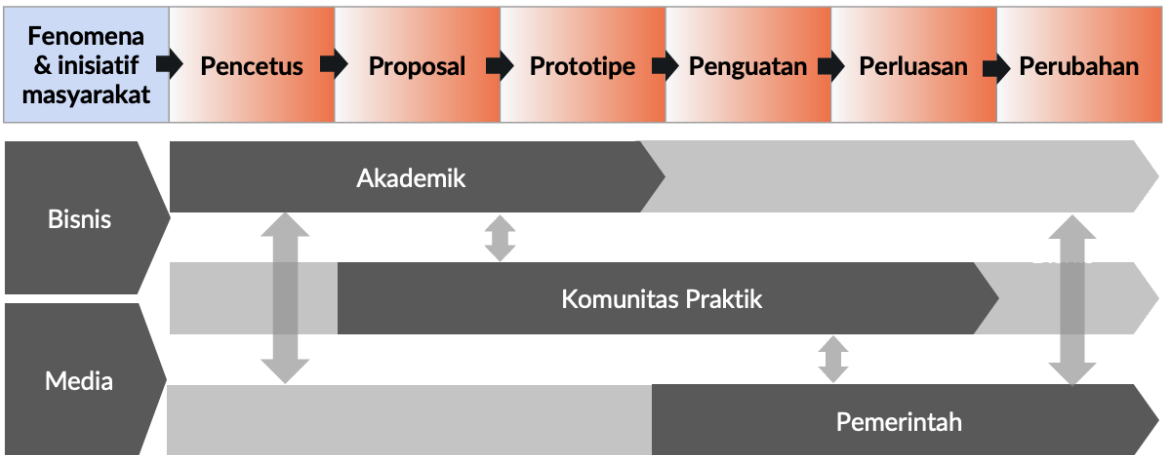 Fenomena
& inisiatif
masyarakat
Pencetus
Proposal
Prototipe
Penguatan
Perluasan
Perubahan
Bisnis
Akademik
Komunitas Praktik
Media
Pemerintah